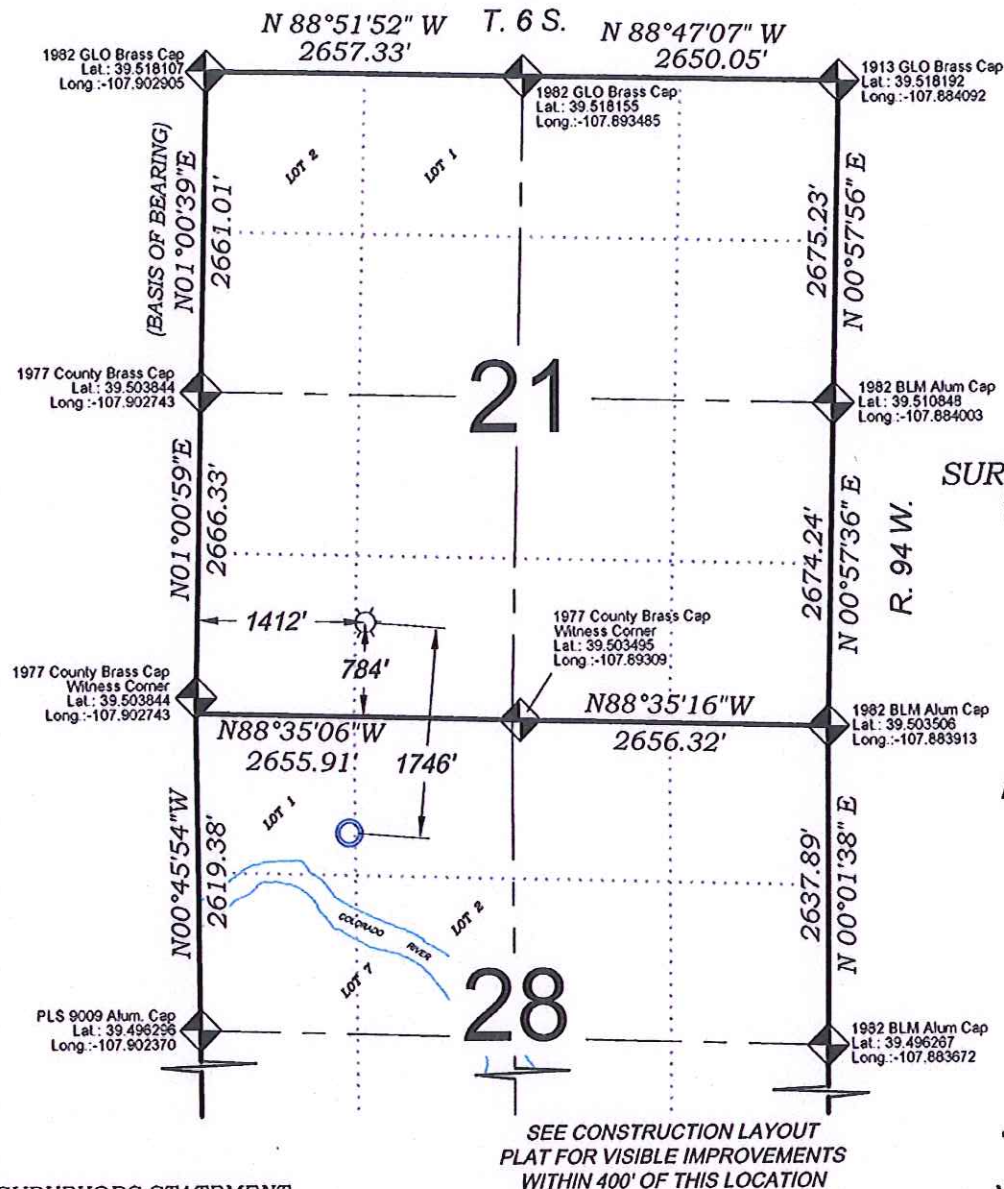 N 88°51'52" W
2657.33'
T. 6 S.
N 88°47'07" W
2650.05'
1982 GLO Brass Cap
Lat.: 39.518107
Long.:-107.902905
1982 GLO Brass Cap
Lat.: 39.518155
Long.:-107.893485
1913 GLO Brass Cap
Lat.: 39.518192
Long.:-107.884092
(BASIS OF BEARING)
N01°00'39"E
2661.01'
LOT 2
LOT 1
2675.23'
N 00°57'56" E
1977 County Brass Cap
Lat.: 39.503844
Long.:-107.902743
21
1982 BLM Alum Cap
Lat.: 39.510848
Long.:-107.884003
SUR
N01°00'59"E
2666.33'
2674.24'
N 00°57'36" E
R. 94 W.
1412'
784'
1977 County Brass Cap
Witness Corner
Lat.: 39.503495
Long.:-107.89309
1977 County Brass Cap
Witness Corner
Lat.: 39.503844
Long.:-107.902743
N88°35'06"W
2655.91'
1746'
N88°35'16"W
2656.32'
1982 BLM Alum Cap
Lat.: 39.503506
Long.:-107.883913
N00°45'54"W
2619.38'
LOT 1
COLORADO
RIVER
LOT 2
LOT 7
2637.89'
N 00°01'38" E
28
PLS 9009 Alum. Cap
Lat.: 39.496296
Long.:-107.902370
1982 BLM Alum Cap
Lat.: 39.496267
Long.:-107.883672
SEE CONSTRUCTION LAYOUT
PLAT FOR VISIBLE IMPROVEMENTS
WITHIN 400' OF THIS LOCATION